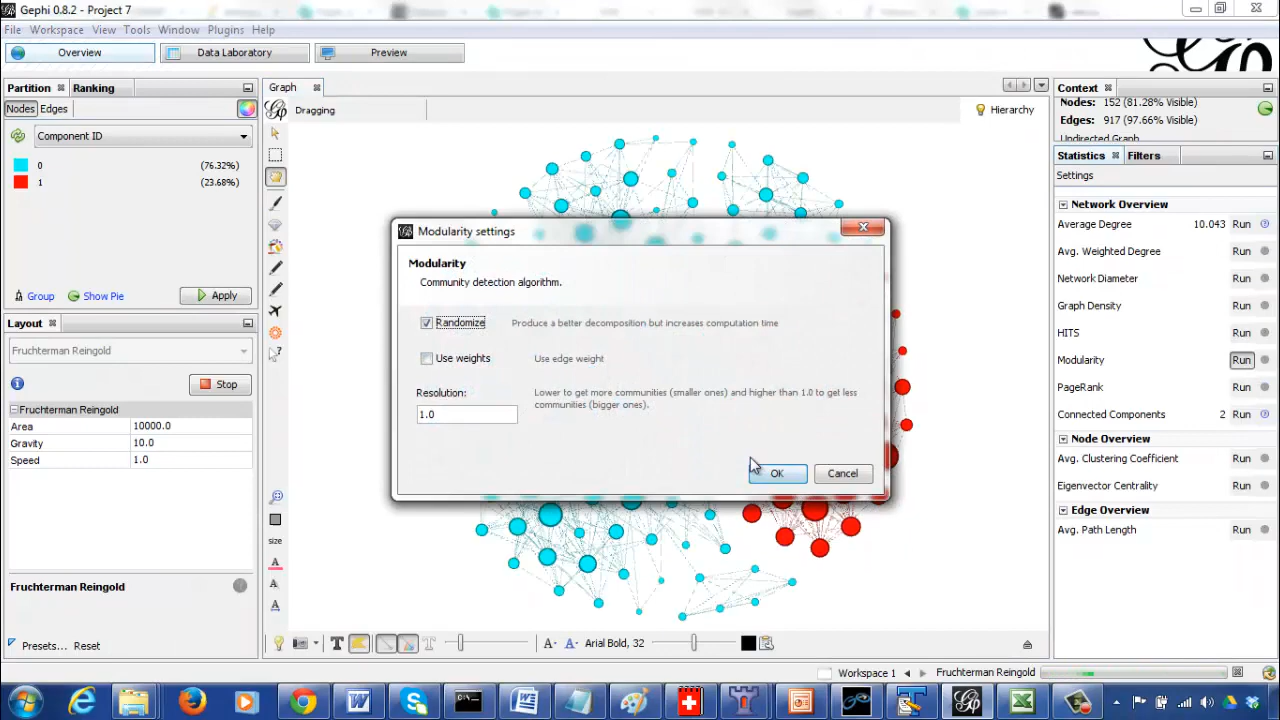 Gephi 0.8.2 - Project 7
File Workspace View Tools Window Plugins Help
Overview Data Laboratory Preview
Partition Ranking
Nodes Edges
Component ID
0 (76.32%)
1 (23.68%)
Group Show Pie Apply
Layout
Fruchterman Reingold
Stop
Fruchterman Reingold
Area 10000.0
Gravity 10.0
Speed 1.0
Fruchterman Reingold
Presets... Reset
Graph
Dragging
Hierarchy
size
Modularity settings
Modularity
Community detection algorithm.
Randomize Produce a better decomposition but increases computation time
Use weights Use edge weight
Resolution: Lower to get more communities (smaller ones) and higher than 1.0 to get less
communities (bigger ones).
1.0
OK Cancel
T T A- A- Arial Bold, 32
Context
Nodes: 152 (81.28% Visible)
Edges: 917 (97.66% Visible)
Undirected Graph
Statistics Filters
Settings
Network Overview
Average Degree 10.043 Run
Avg. Weighted Degree Run
Network Diameter Run
Graph Density Run
HITS Run
Modularity Run
PageRank Run
Connected Components 2 Run
Node Overview
Avg. Clustering Coefficient Run
Eigenvector Centrality Run
Edge Overview
Avg. Path Length Run
Workspace 1 Fruchterman Reingold